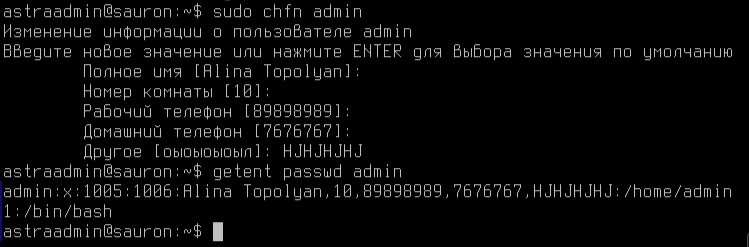 astraadmin@sauron:~$ sudo chfn admin
Изменение информации о пользователе admin
Введите новое значение или нажмите ENTER для выбора значения по умолчанию
Полное имя [Alina Topolyan]:
Номер комнаты [10]:
Рабочий телефон [89898989]:
Домашний телефон [7676767]:
Другое [оыоыоыоыл]: HJHJHJHJ
astraadmin@sauron:~$ getent passwd admin
admin:x:1005:1006:Alina Topolyan,10,89898989,7676767,HJHJHJHJ:/home/admin
1:/bin/bash
astraadmin@sauron:~$